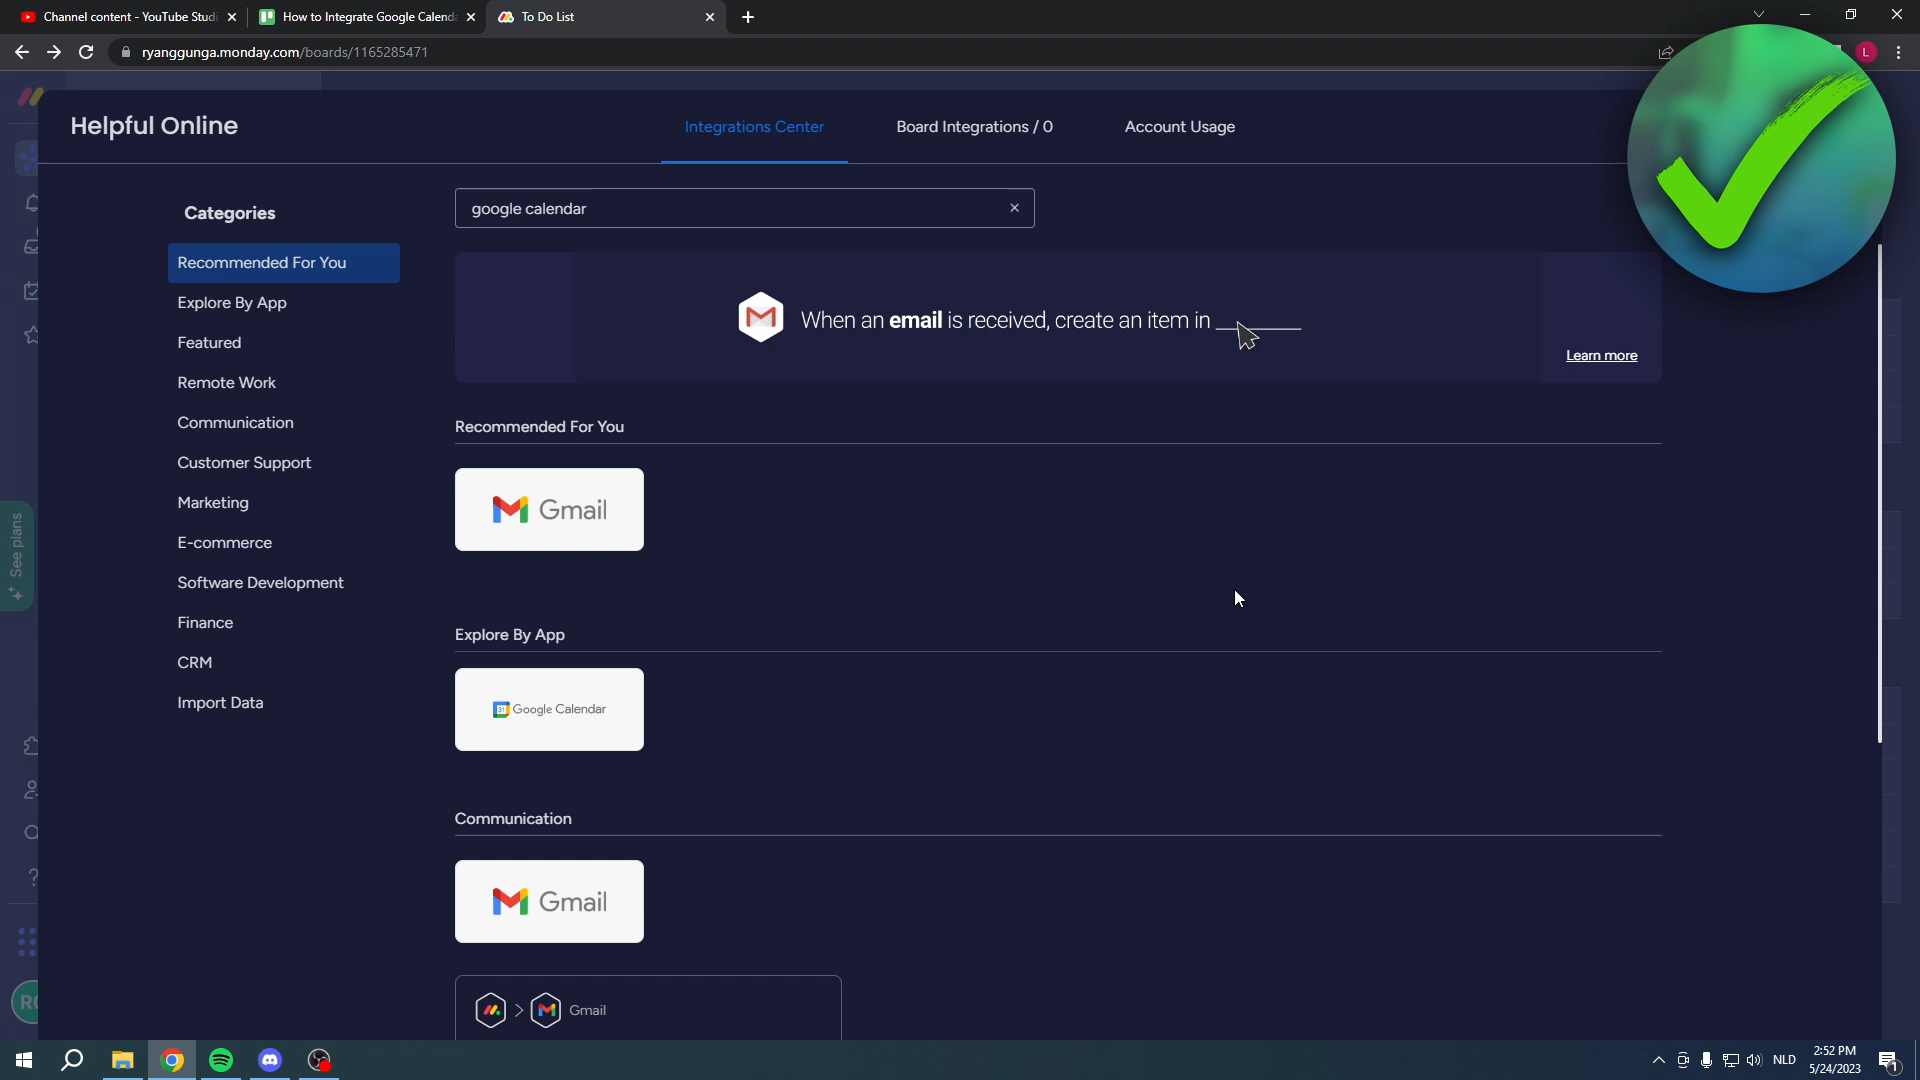 Channel content - YouTube Studi
How to Integrate Google Calenda
To Do List
ryanggunga.monday.com/boards/1165285471
L
Helpful Online
Integrations Center
Board Integrations / 0
Account Usage
Categories
google calendar
Recommended For You
Explore By App
Featured
Remote Work
Communication
Customer Support
Marketing
E-commerce
Software Development
Finance
CRM
Import Data
See plans
When an email is received, create an item in
Learn more
Recommended For You
Gmail
Explore By App
31 Google Calendar
Communication
Gmail
Gmail
NLD
2:52 PM
5/24/2023
1